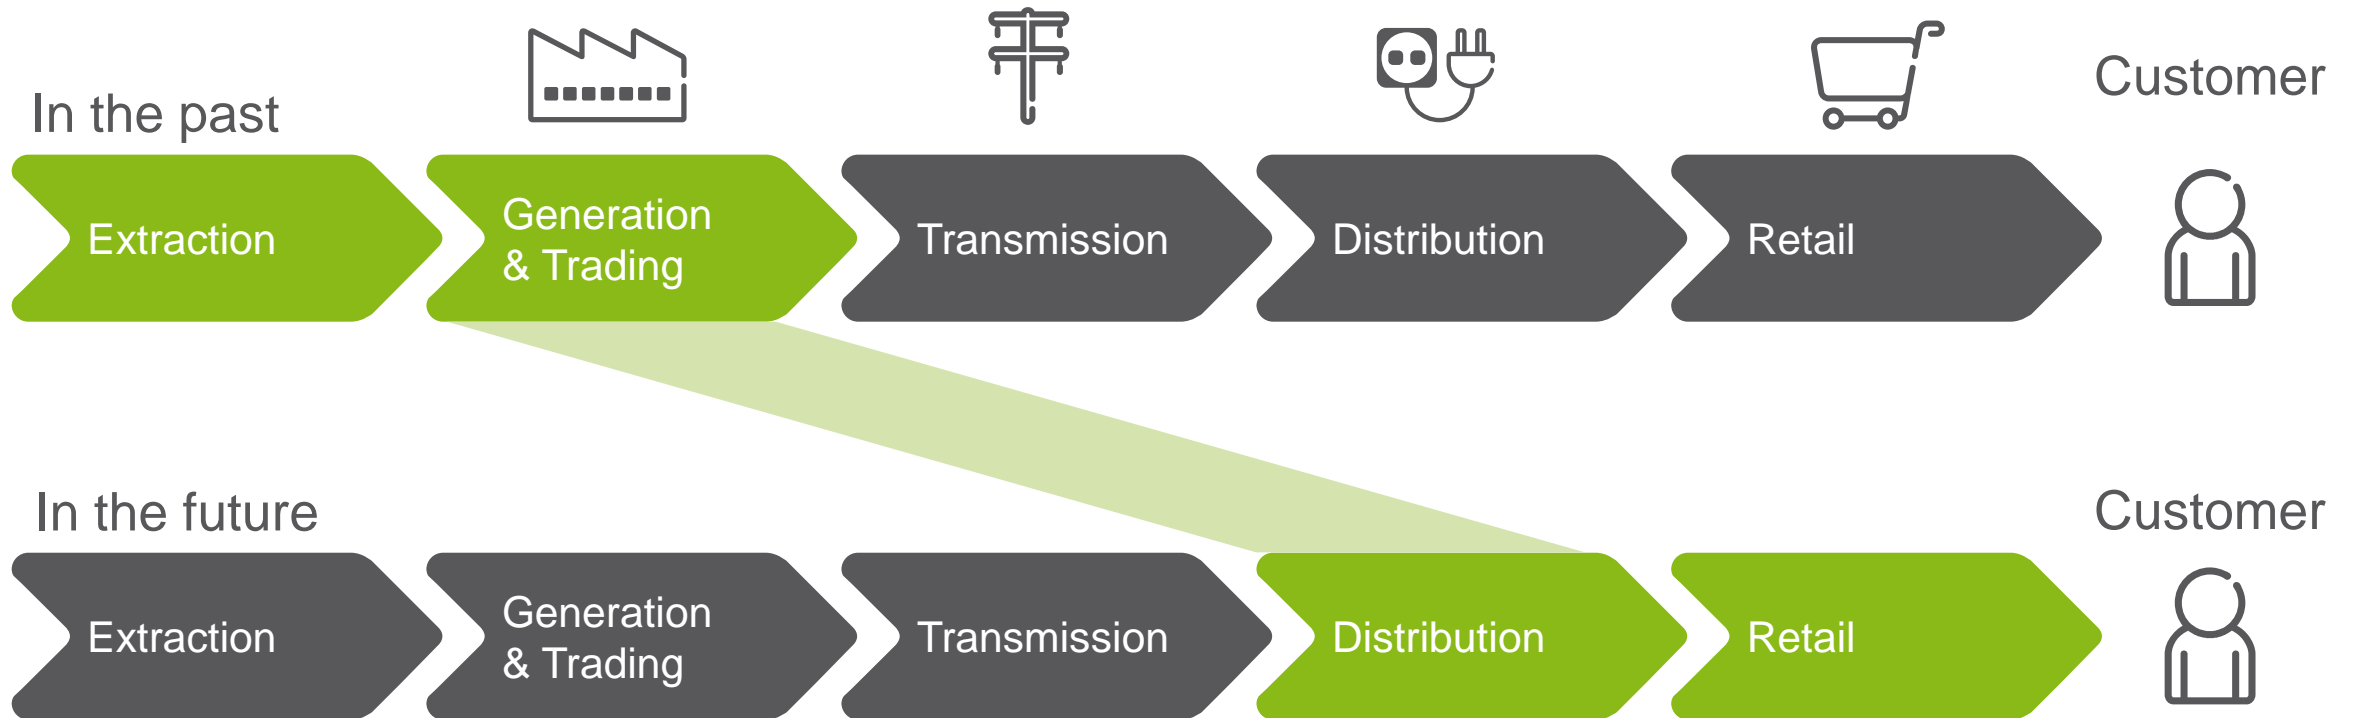 In the past
Customer
Extraction
Generation
& Trading
Transmission
Distribution
Retail
In the future
Customer
Extraction
Generation
& Trading
Transmission
Distribution
Retail